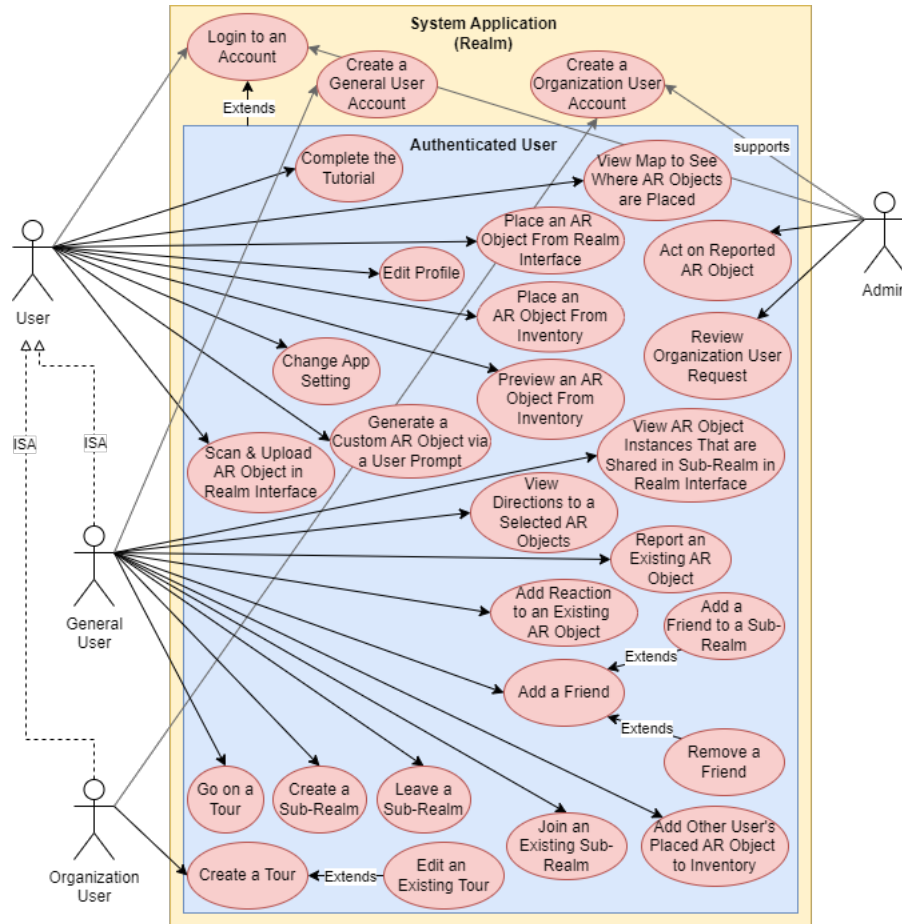 System Application
(Realm)
Login to an
Account
Create a
General User
Account
Create a
Organization User
Account
Extends
supports
Authenticated User
Complete the
Tutorial
View Map to See
Where AR Objects
are Placed
Place an AR
Object From Realm
Interface
Edit Profile
Act on Reported
AR Object
User
Admin
Place an
AR Object From
Inventory
Change App
Setting
Review
Organization User
Request
Preview an AR
Object From
Inventory
ISA
ISA
Scan & Upload
AR Object in
Realm Interface
Generate a
Custom AR Object via
a User Prompt
View AR Object
Instances That are
Shared in Sub-Realm in
Realm Interface
View
Directions to a
Selected AR
Objects
Report an
Existing AR
Object
General
User
Add Reaction
to an Existing
AR Object
Add a
Friend to a Sub-
Realm
Extends
Add a Friend
Extends
Remove a
Friend
Go on a
Tour
Create a
Sub-Realm
Leave a
Sub-Realm
Join an
Existing Sub-
Realm
Add Other User's
Placed AR Object
to Inventory
Organization
User
Create a Tour
Extends
Edit an
Existing Tour